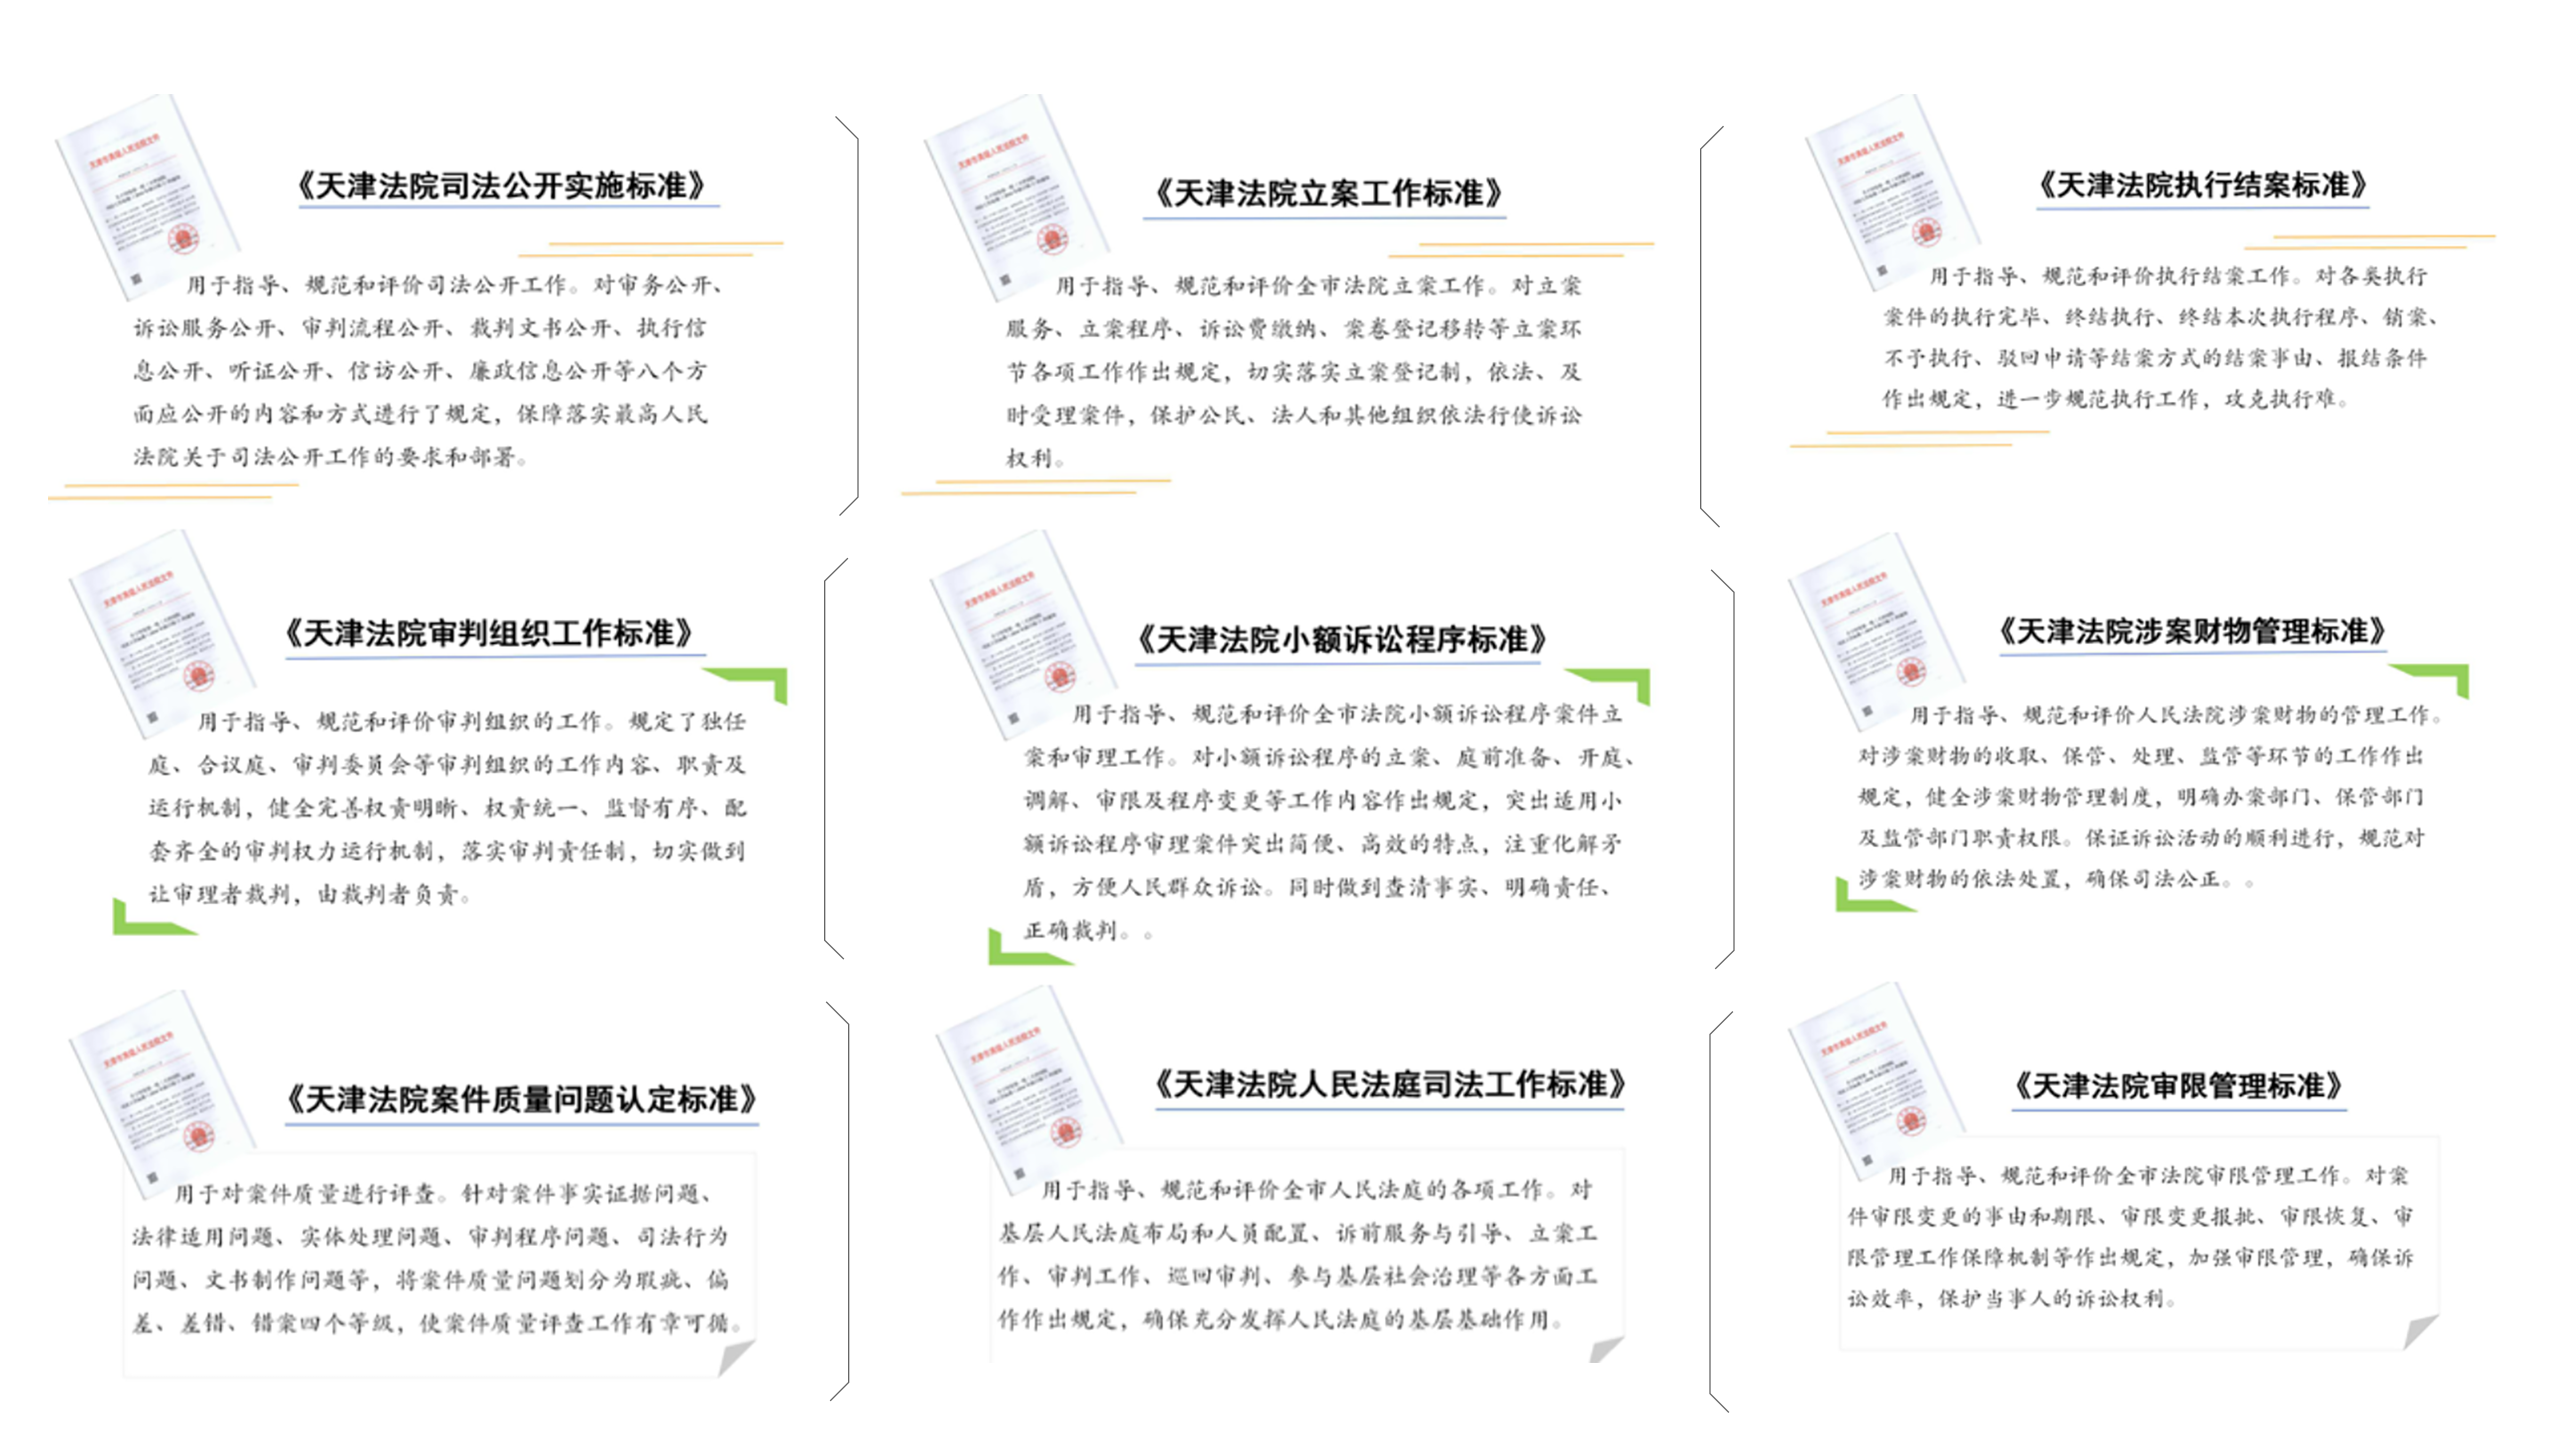 《天津法院司法公开实施标准》
用于指导、规范和评价司法公开工作。对审务公开、
诉讼服务公开、审判流程公开、裁判文书公开、执行信
息公开、听证公开、信访公开、廉政信息公开等八个方
面应公开的内容和方式进行了规定，保障落实最高人民
法院关于司法公开工作的要求和部署。
《天津法院立案工作标准》
用于指导、规范和评价全市法院立案工作。对立案
服务、立案程序、诉讼费缴纳、案卷登记移转等立案环
节各项工作作出规定，切实落实立案登记制，依法、及
时受理案件，保护公民、法人和其他组织依法行使诉讼
权利。
《天津法院执行结案标准》
用于指导、规范和评价执行结案工作。对各类执行
案件的执行完毕、终结执行、终结本次执行程序、销案、
不予执行、驳回申请等结案方式的结案事由、报结条件
作出规定，进一步规范执行工作，攻克执行难。
《天津法院审判组织工作标准》
用于指导、规范和评价审判组织的工作。规定了独任
庭、合议庭、审判委员会等审判组织的工作内容、职责及
运行机制，健全完善权责明晰、权责统一、监督有序、配
套齐全的审判权力运行机制，落实审判责任制，切实做到
让审理者裁判，由裁判者负责。
《天津法院小额诉讼程序标准》
用于指导、规范和评价全市法院小额诉讼程序案件立
案和审理工作。对小额诉讼程序的立案、庭前准备、开庭、
调解、审限及程序变更等工作内容作出规定，突出适用小
额诉讼程序审理案件突出简便、高效的特点，注重化解矛
盾，方便人民群众诉讼。同时做到查清事实、明确责任、
正确裁判。。
《天津法院涉案财物管理标准》
用于指导、规范和评价人民法院涉案财物的管理工作。
对涉案财物的收取、保管、处理、监管等环节的工作作出
规定，健全涉案财物管理制度，明确办案部门、保管部门
及监管部门职责权限。保证诉讼活动的顺利进行，规范对
涉案财物的依法处置，确保司法公正。。
《天津法院案件质量问题认定标准》
用于对案件质量进行评查。针对案件事实证据问题、
法律适用问题、实体处理问题、审判程序问题、司法行为
问题、文书制作问题等，将案件质量问题划分为瑕疵、偏
差、差错、错案四个等级，使案件质量评查工作有章可循。
《天津法院人民法庭司法工作标准》
用于指导、规范和评价全市人民法庭的各项工作。对
基层人民法庭布局和人员配置、诉前服务与引导、立案工
作、审判工作、巡回审判、参与基层社会治理等各方面工
作作出规定，确保充分发挥人民法庭的基层基础作用。
《天津法院审限管理标准》
用于指导、规范和评价全市法院审限管理工作。对案
件审限变更的事由和期限、审限变更报批、审限恢复、审
限管理工作保障机制等作出规定，加强审限管理，确保诉
讼效率，保护当事人的诉讼权利。